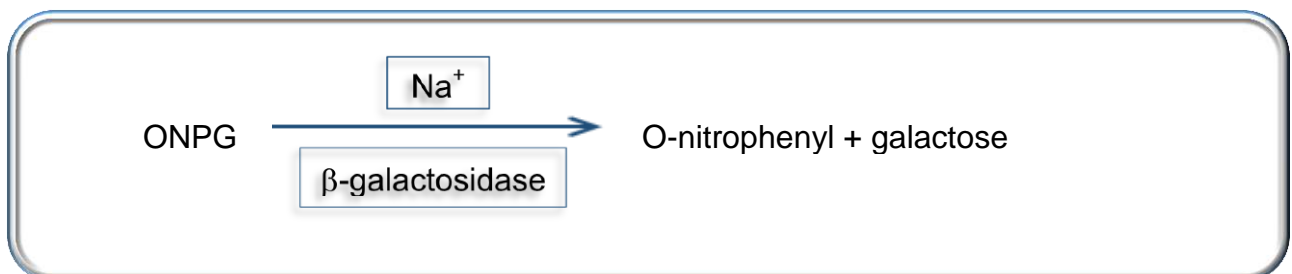 Na⁺
ONPG O-nitrophenyl + galactose
β-galactosidase